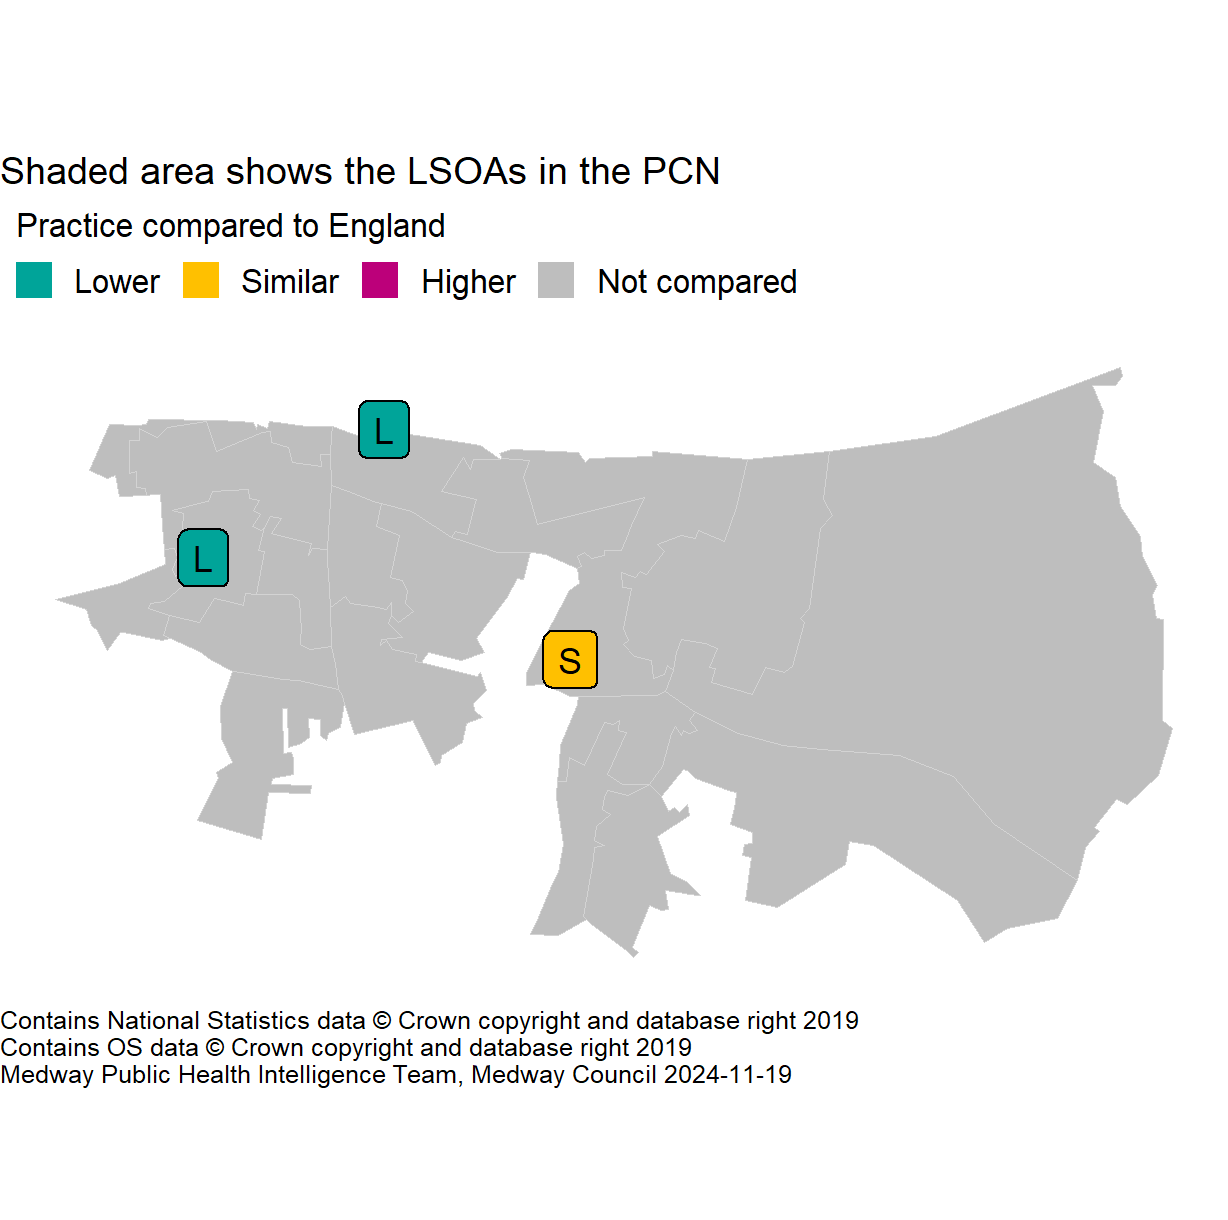 Shaded area shows the LSOAs in the PCN
Practice compared to England
Lower Similar Higher Not compared
L
L
S
Contains National Statistics data © Crown copyright and database right 2019
Contains OS data © Crown copyright and database right 2019
Medway Public Health Intelligence Team, Medway Council 2024-11-19